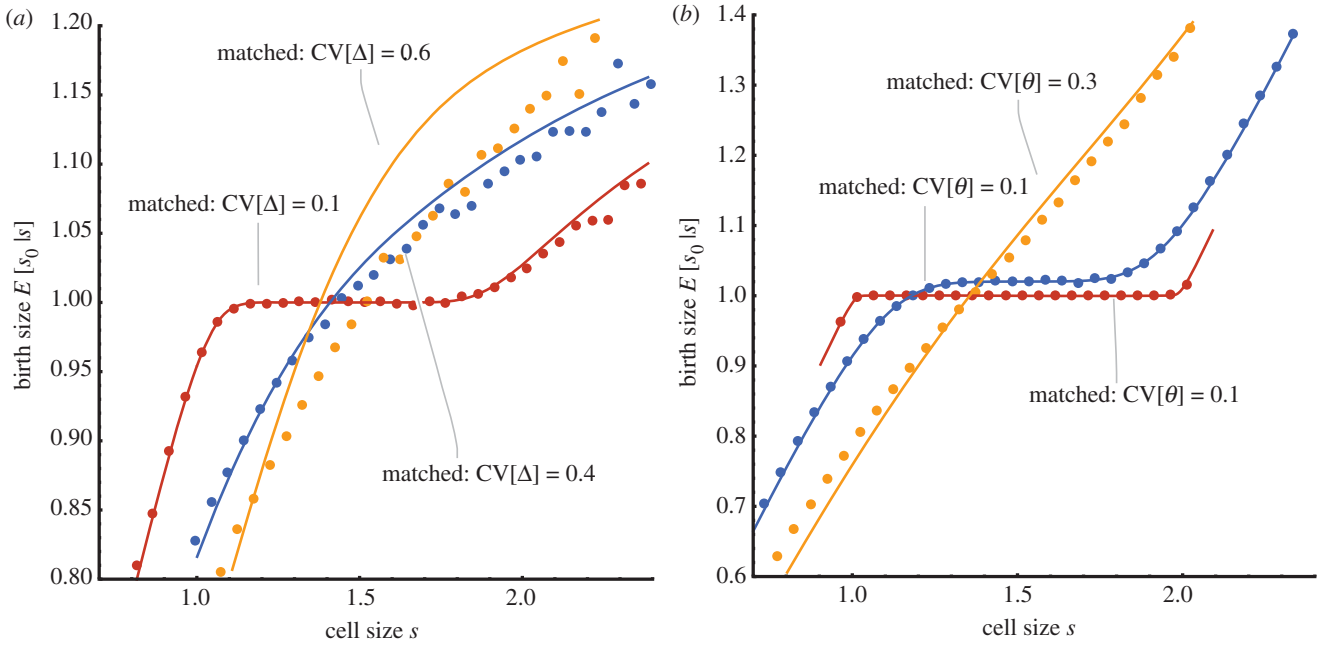 (a)
1.20
1.15
1.10
1.05
1.00
0.95
0.90
0.85
0.80
birth size E [s0 |s]
matched: CV[Δ] = 0.6
matched: CV[Δ] = 0.1
matched: CV[Δ] = 0.4
1.0
1.5
2.0
cell size s
(b)
1.4
1.3
1.2
1.1
1.0
0.9
0.8
0.7
0.6
birth size E [s0 |s]
matched: CV[θ] = 0.3
matched: CV[θ] = 0.1
matched: CV[θ] = 0.1
1.0
1.5
2.0
cell size s